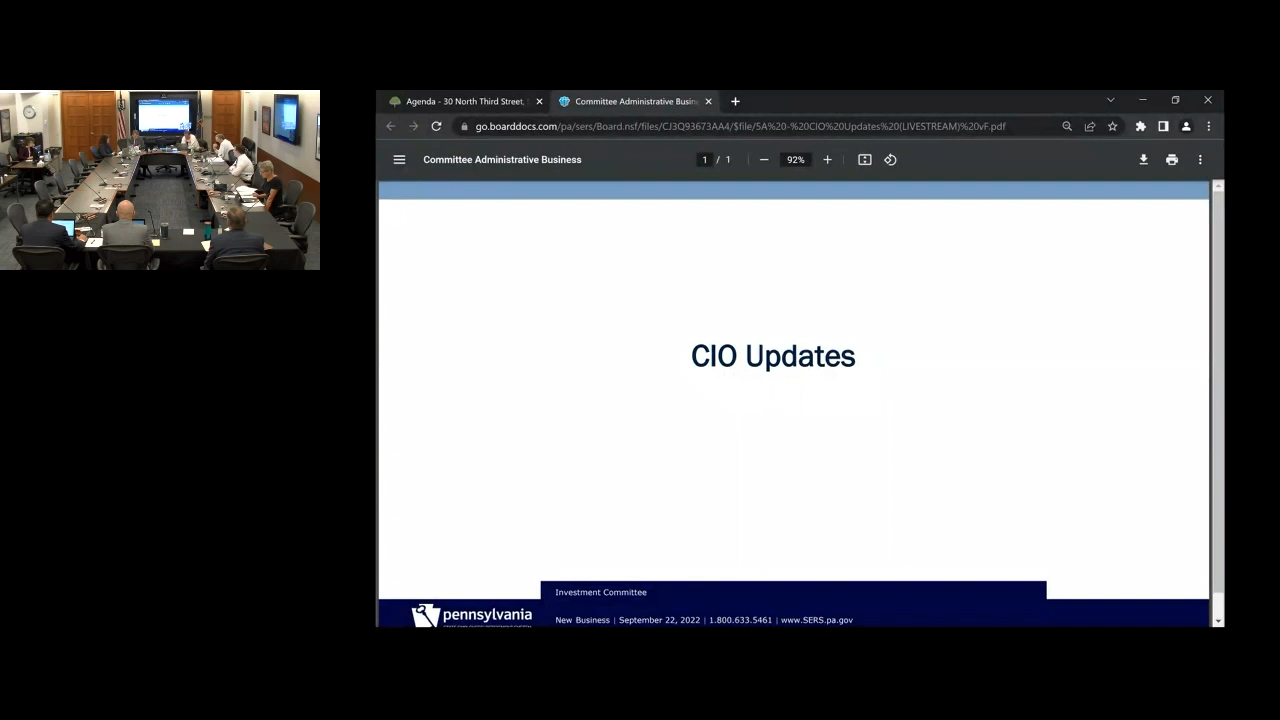 Agenda - 30 North Third Street,
Committee Administrative Busin
go.boarddocs.com/pa/sers/Board.nsf/files/CJ3Q93673AA4/$file/5A%20-%20CIO%20Updates%20(LIVESTREAM)%20vF.pdf
Committee Administrative Business
1 / 1
92%
CIO Updates
Investment Committee
pennsylvania
New Business | September 22, 2022 | 1.800.633.5461 | www.SERS.pa.gov